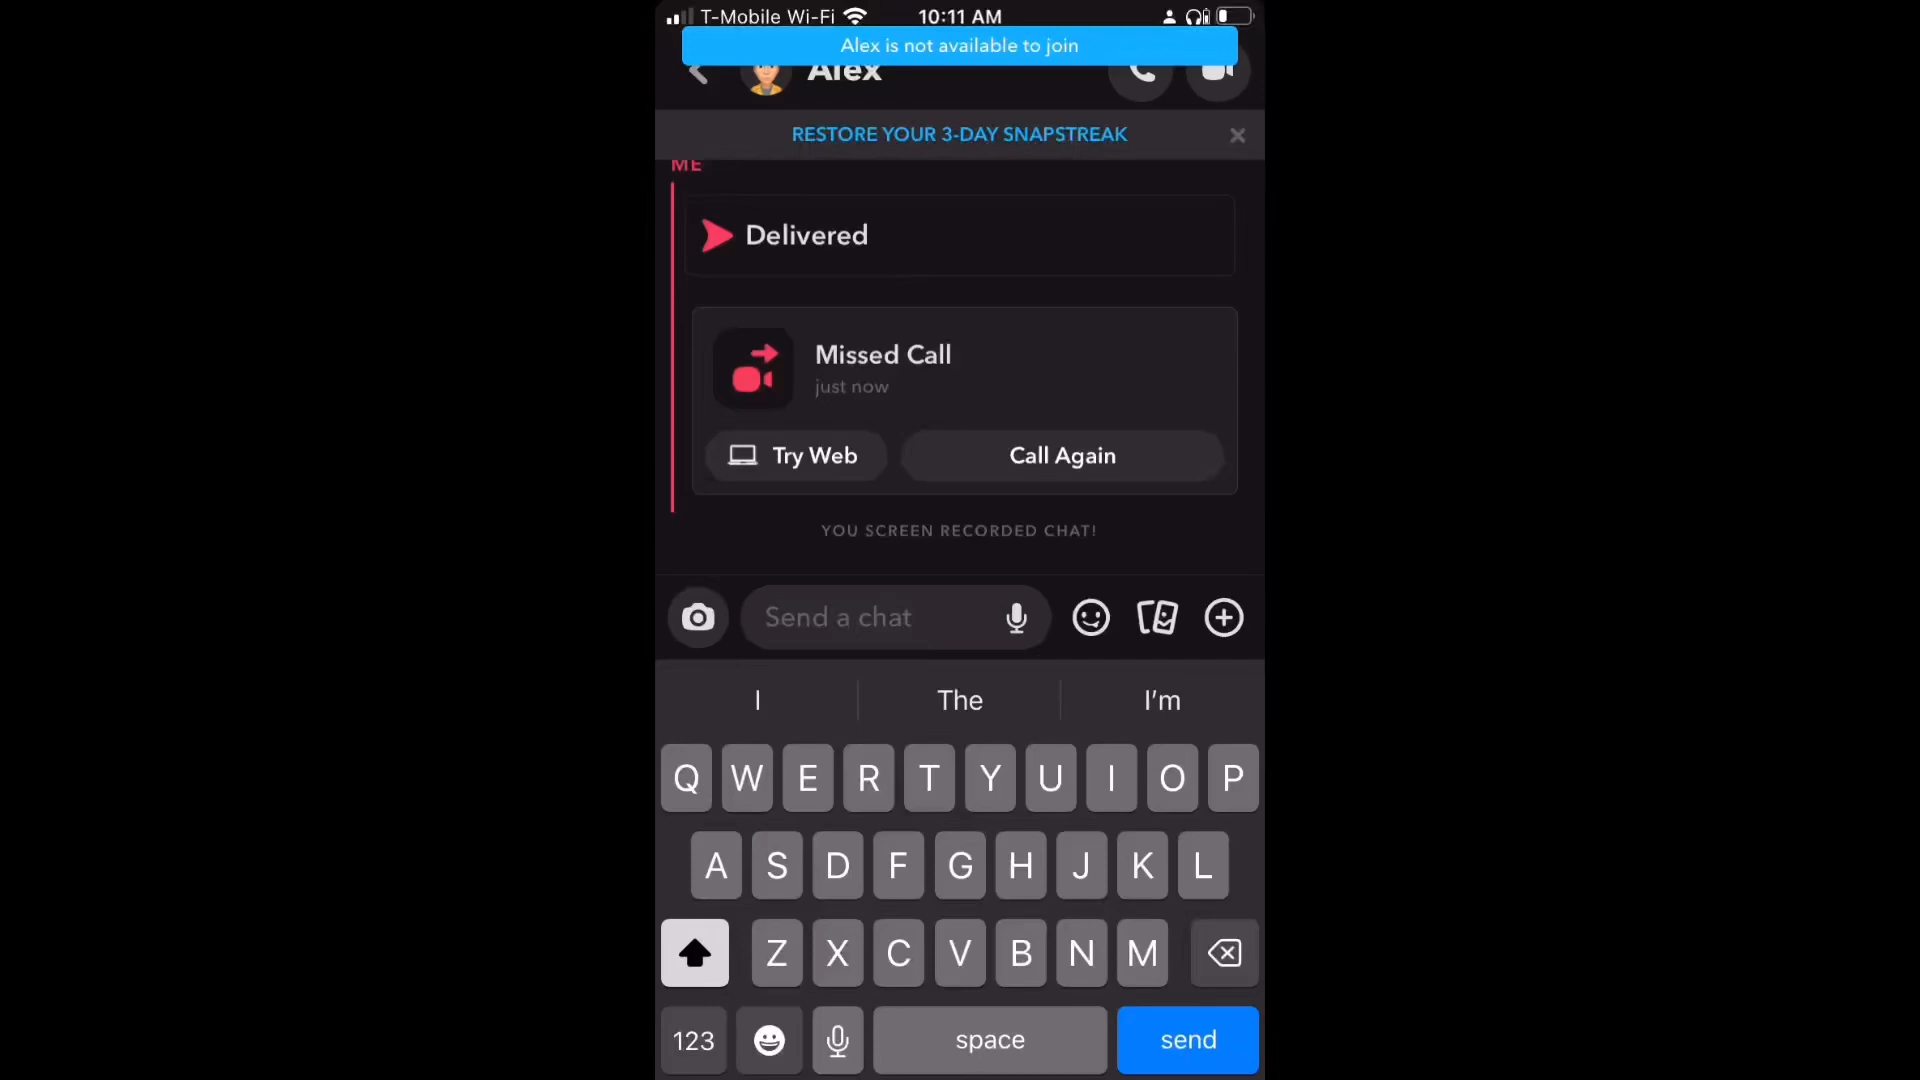 T-Mobile Wi-Fi 10:11 AM
Alex is not available to join
Alex
RESTORE YOUR 3-DAY SNAPSTREAK
ME
Delivered
Missed Call
just now
Try Web Call Again
YOU SCREEN RECORDED CHAT!
Send a chat
I The I'm
Q W E R T Y U I O P
A S D F G H J K L
Z X C V B N M
123 space send